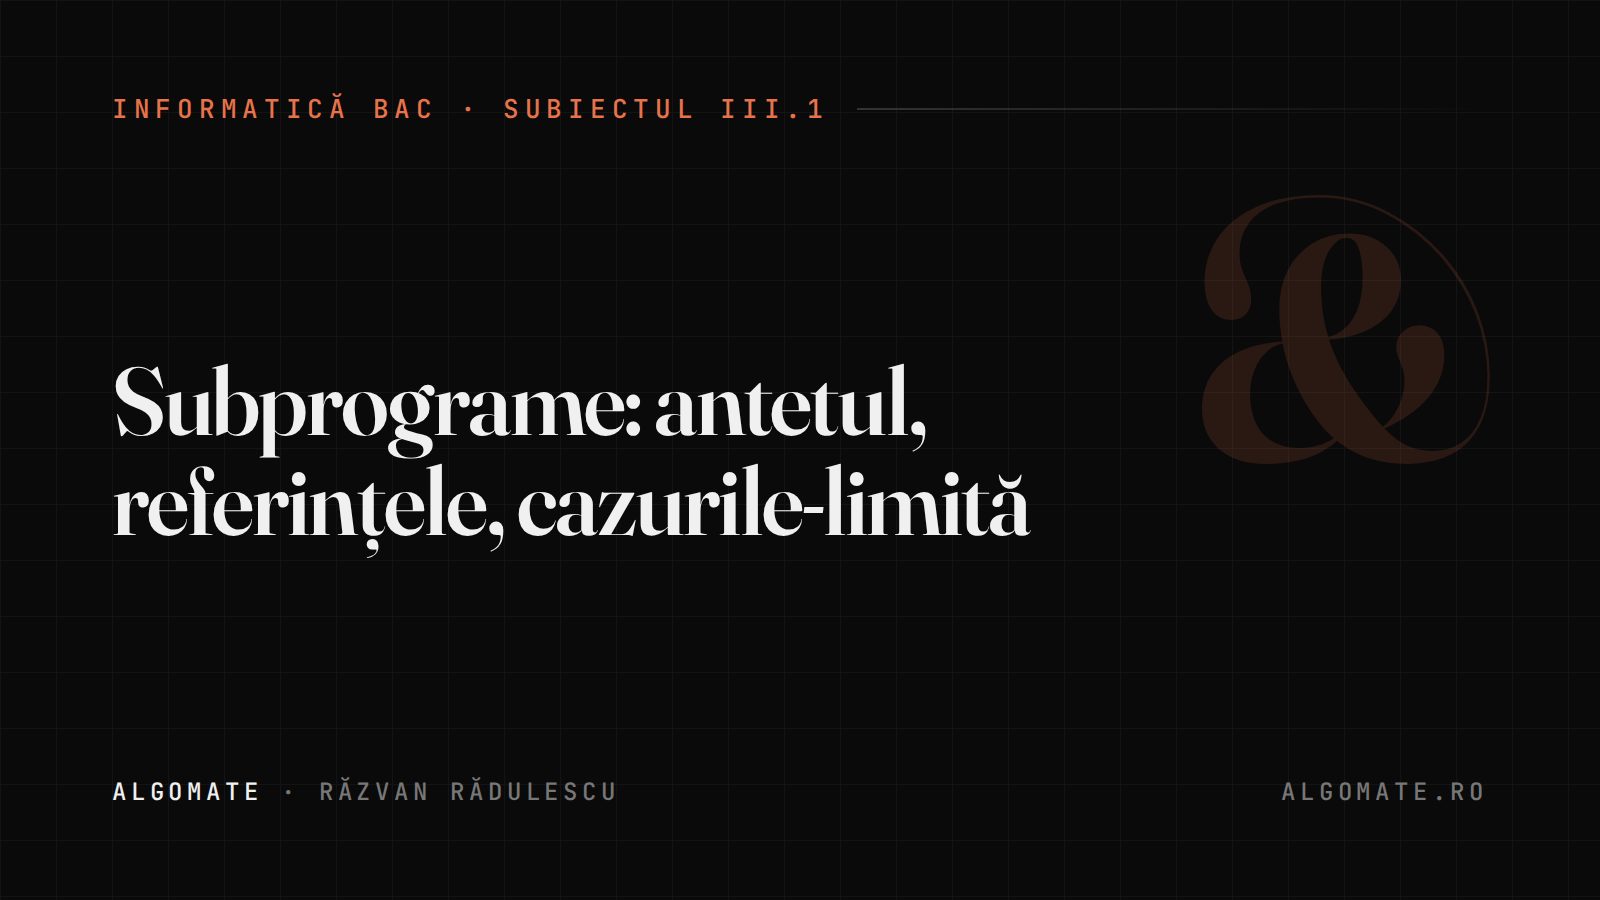 INFORMATICĂ BAC · SUBIECTUL III.1
&
Subprograme: antetul,
referințele, cazurile-limită
ALGOMATE · RĂZVAN RĂDULESCU
ALGOMATE.RO